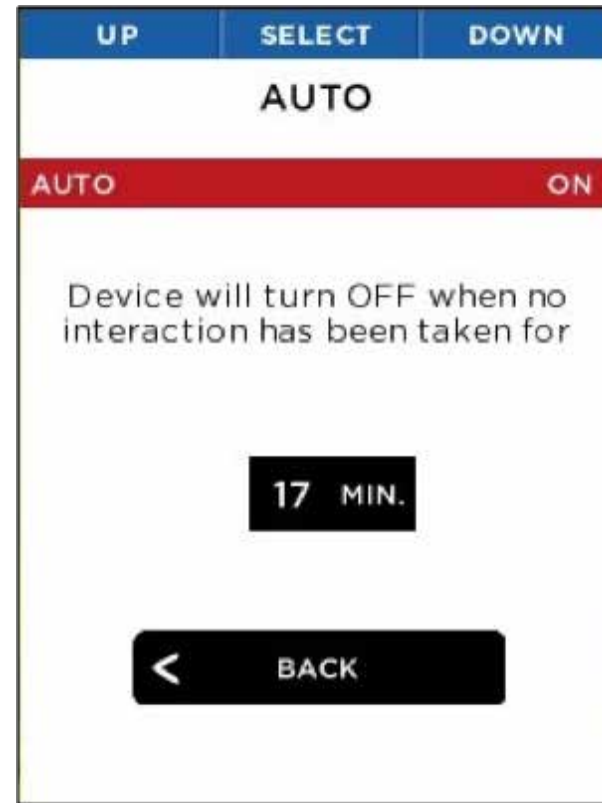 UP SELECT DOWN
AUTO
AUTO ON
Device will turn OFF when no
interaction has been taken for
17 MIN.
< BACK